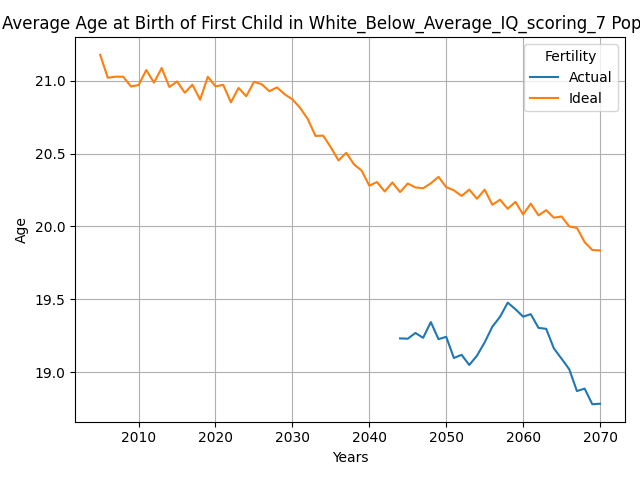 Average Age at Birth of First Child in White_Below_Average_IQ_scoring_7 Pop
Fertility
Actual
Ideal
21.0
20.5
20.0
19.5
19.0
Age
2010 2020 2030 2040 2050 2060 2070
Years